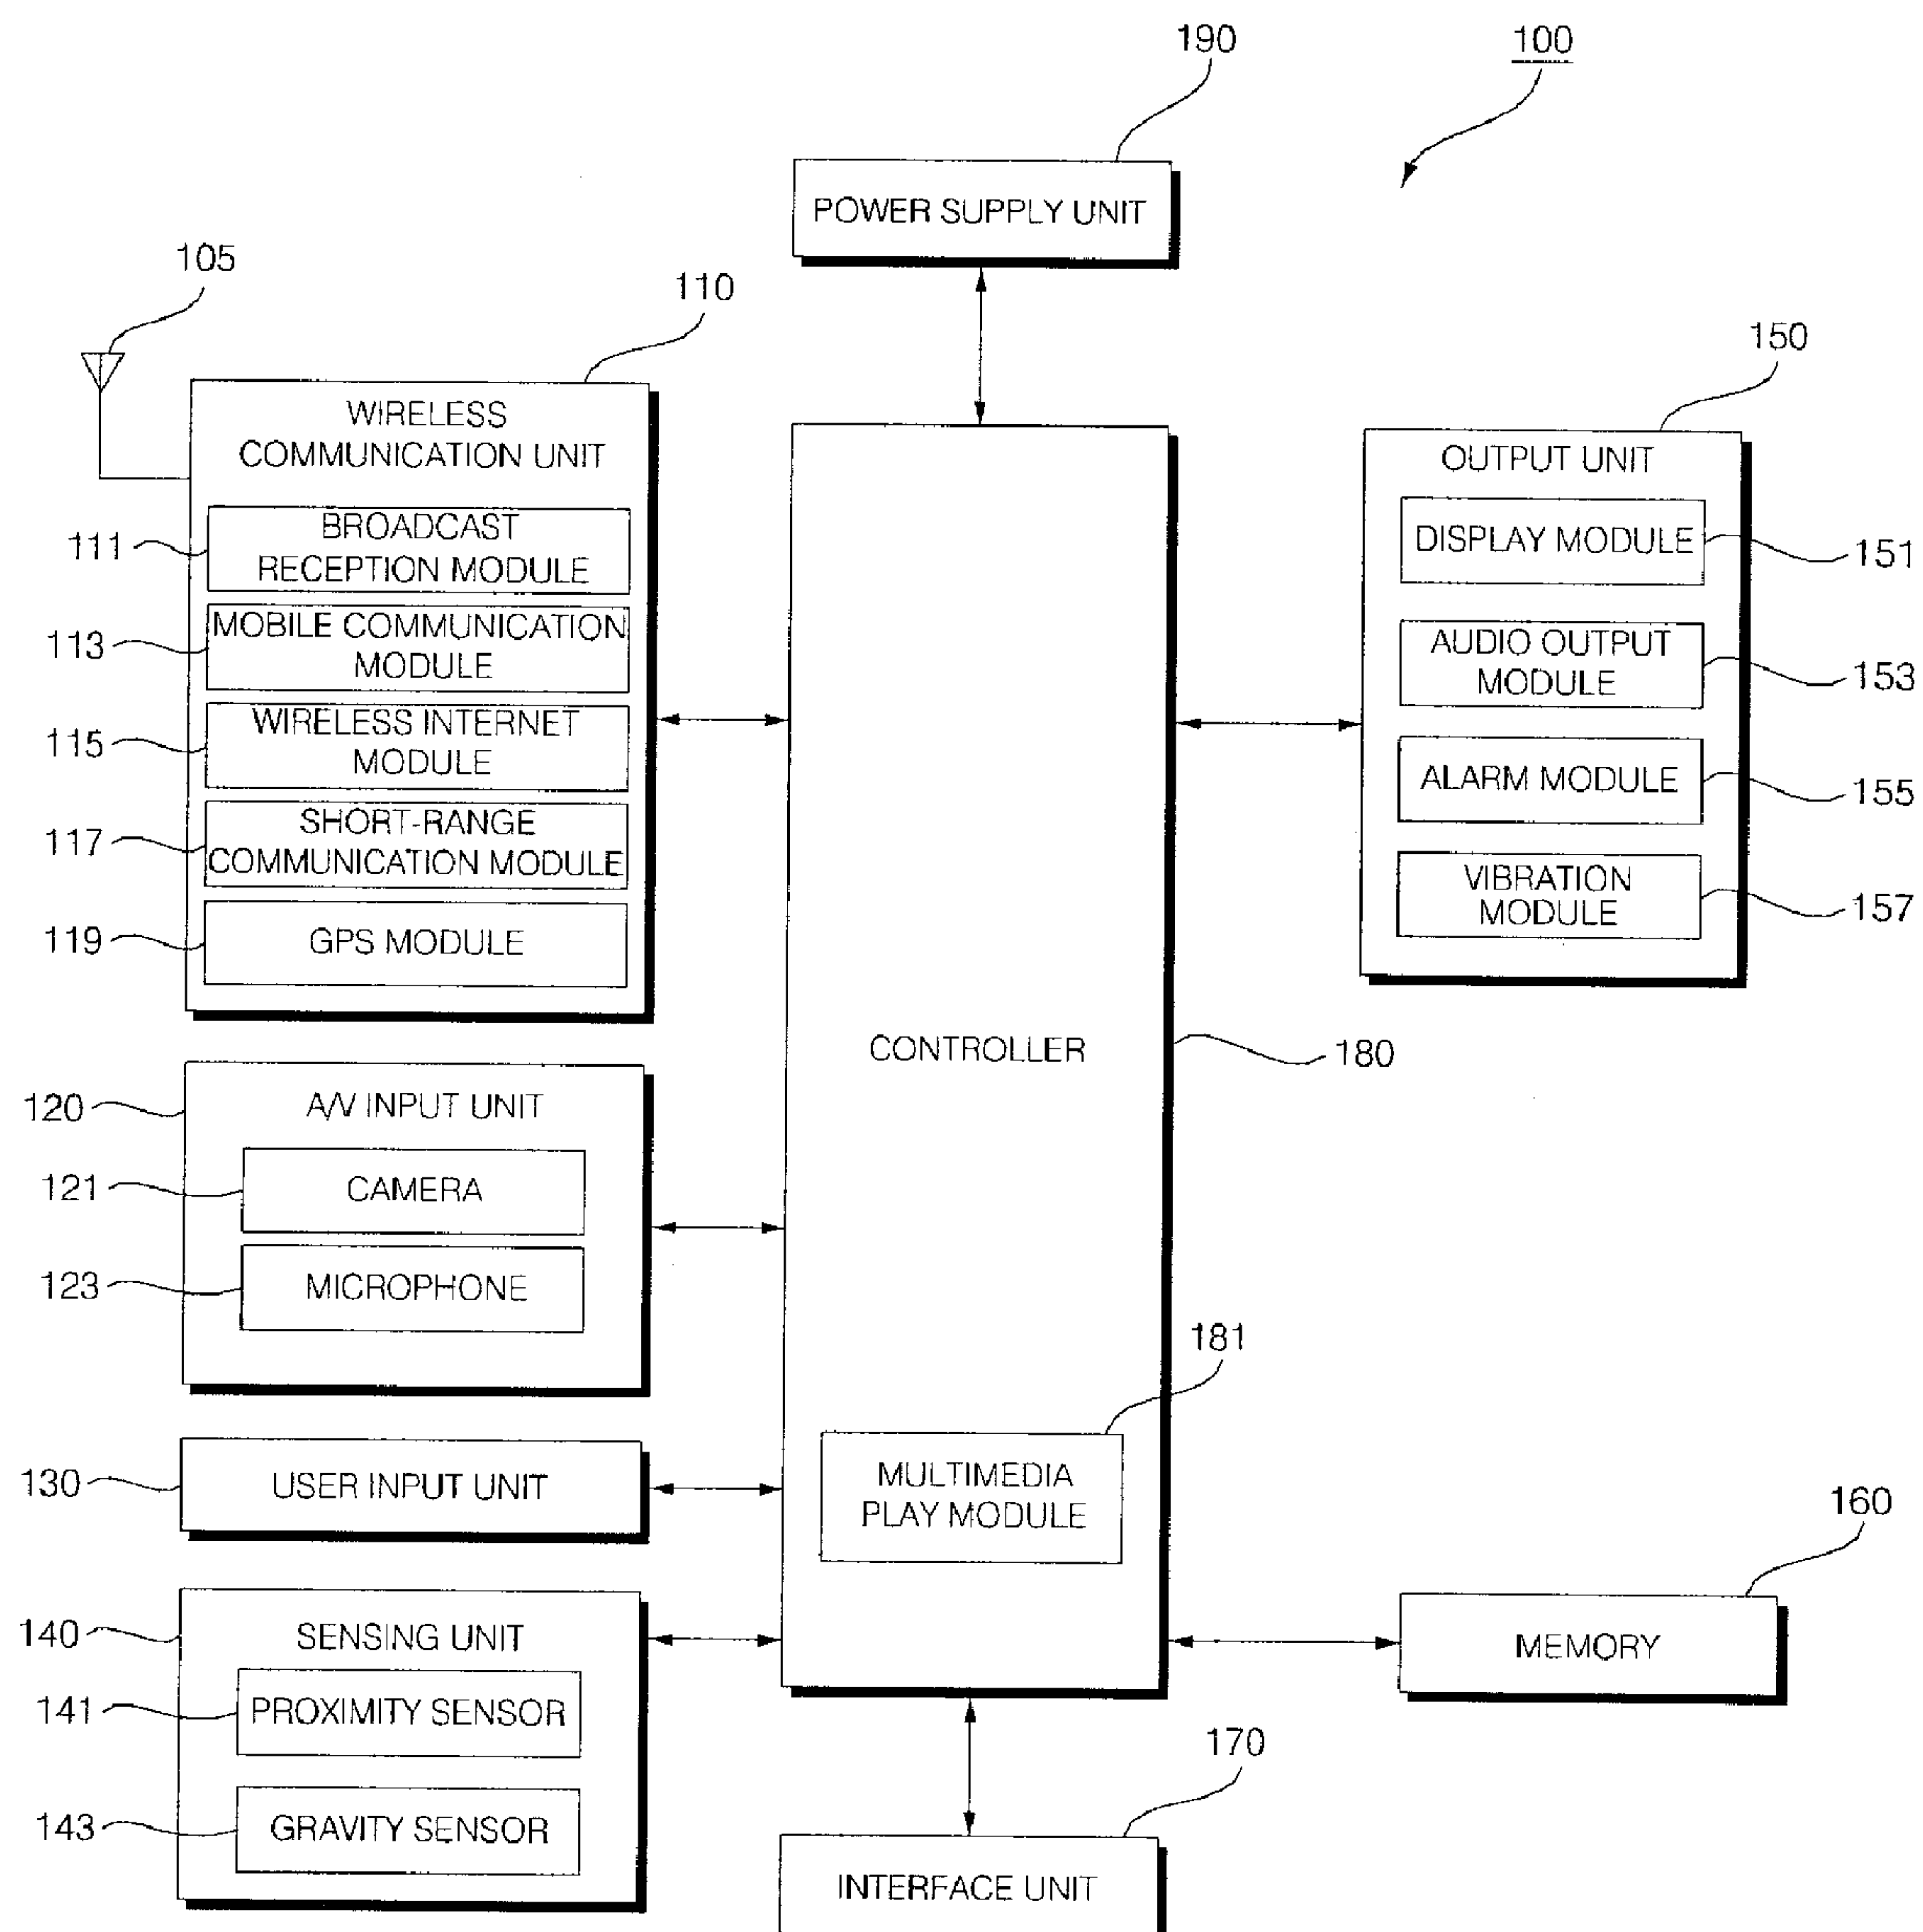 190
100
POWER SUPPLY UNIT
105
110
150
WIRELESS
COMMUNICATION UNIT
111
BROADCAST
RECEPTION MODULE
113
MOBILE COMMUNICATION
MODULE
115
WIRELESS INTERNET
MODULE
117
SHORT-RANGE
COMMUNICATION MODULE
119
GPS MODULE
OUTPUT UNIT
DISPLAY MODULE
151
AUDIO OUTPUT
MODULE
153
ALARM MODULE
155
VIBRATION
MODULE
157
CONTROLLER
180
120
A/V INPUT UNIT
121
CAMERA
123
MICROPHONE
181
MULTIMEDIA
PLAY MODULE
130
USER INPUT UNIT
160
MEMORY
140
SENSING UNIT
141
PROXIMITY SENSOR
143
GRAVITY SENSOR
170
INTERFACE UNIT